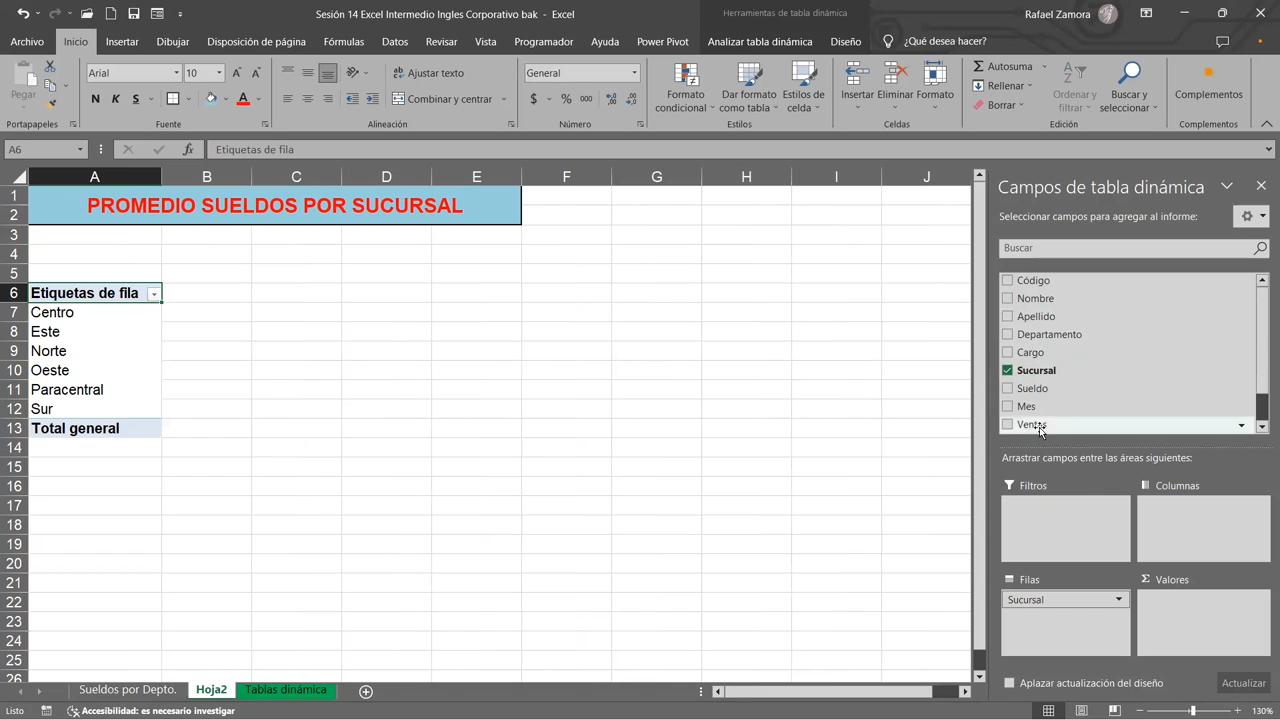 Sesión 14 Excel Intermedio Ingles Corporativo bak - Excel
Herramientas de tabla dinámica
Rafael Zamora
Archivo Inicio Insertar Dibujar Disposición de página Fórmulas Datos Revisar Vista Programador Ayuda Power Pivot Analizar tabla dinámica Diseño ¿Qué desea hacer?
Pegar
Arial 10
N K S
Ajustar texto
Combinar y centrar
General
$ % 000
Formato condicional
Dar formato como tabla
Estilos de celda
Insertar Eliminar Formato
Autosuma
Rellenar
Borrar
Ordenar y filtrar
Buscar y seleccionar
Complementos
Portapapeles Fuente Alineación Número Estilos Celdas Edición Complementos
A6 fx Etiquetas de fila
A B C D E F G H I J
1 PROMEDIO SUELDOS POR SUCURSAL
2
3
4
5
6 Etiquetas de fila
7 Centro
8 Este
9 Norte
10 Oeste
11 Paracentral
12 Sur
13 Total general
14
15
16
17
18
19
20
21
22
23
24
25
26
Campos de tabla dinámica
Seleccionar campos para agregar al informe:
Buscar
Código
Nombre
Apellido
Departamento
Cargo
Sucursal
Sueldo
Mes
Ventas
Arrastrar campos entre las áreas siguientes:
Filtros Columnas
Filas Σ Valores
Sucursal
Aplazar actualización del diseño Actualizar
Sueldos por Depto. Hoja2 Tablas dinámica
Listo Accesibilidad: es necesario investigar 130%